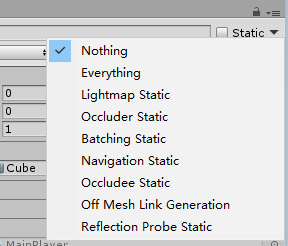 Static
Nothing
Everything
Lightmap Static
0
Occluder Static
0
Batching Static
1
Navigation Static
Occludee Static
Cube
Off Mesh Link Generation
Reflection Probe Static
MainPlayer